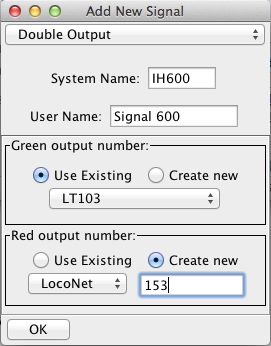 Add New Signal
Double Output
System Name: IH600
User Name: Signal 600
Green output number:
Use Existing Create new
LT103
Red output number:
Use Existing Create new
LocoNet 153
OK